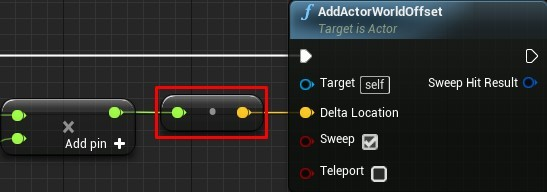 f AddActorWorldOffset
Target is Actor
Target self
Sweep Hit Result
Delta Location
× Add pin +
Sweep
Teleport